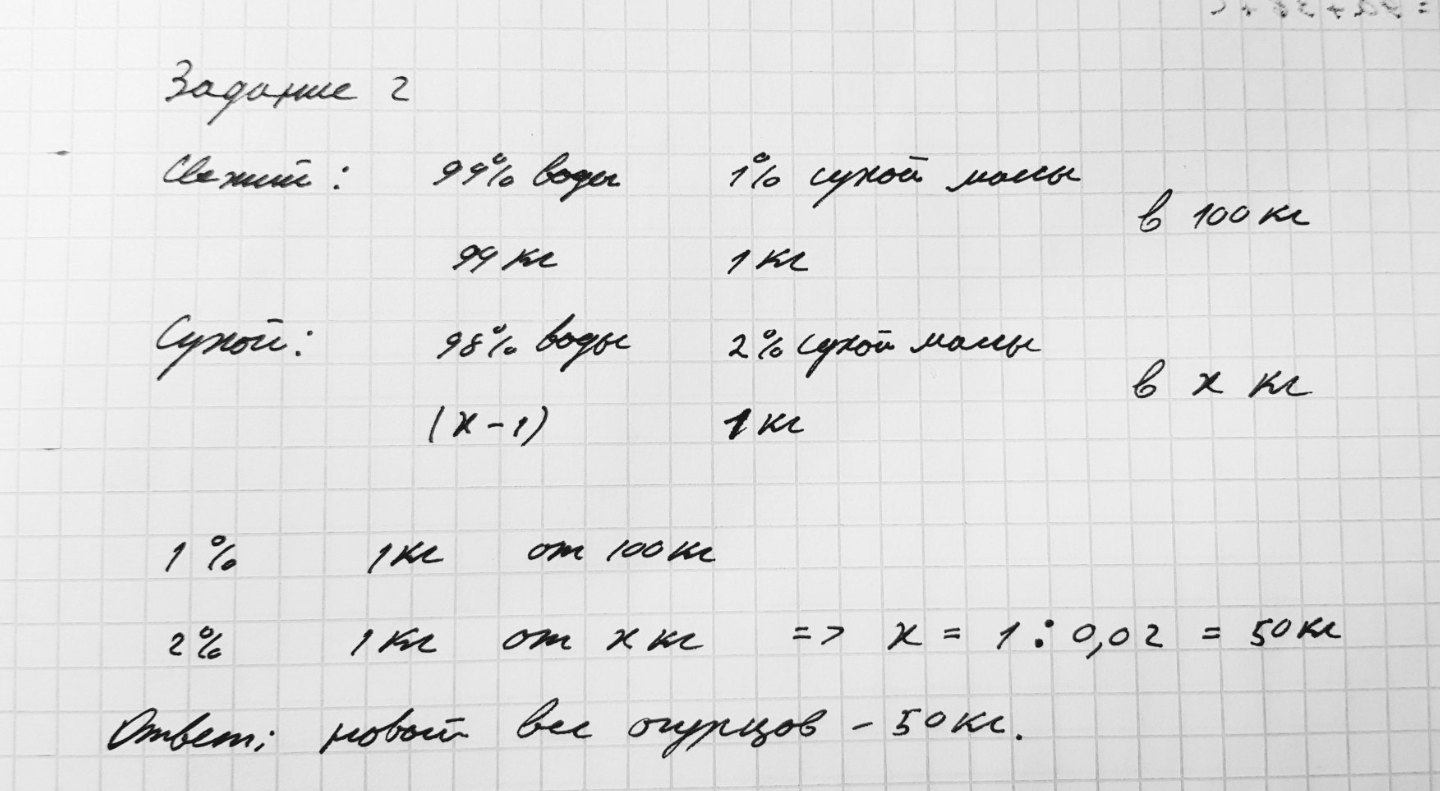 Задание 2
Свежий: 99% воды 1% сухой массы
в 100 кг
99 кг 1 кг
Сухой: 98% воды 2% сухой массы
в x кг
(x-1) 1 кг
1% 1 кг от 100 кг
2% 1 кг от x кг => x = 1 : 0,02 = 50 кг
Ответ: новый вес огурцов - 50 кг.